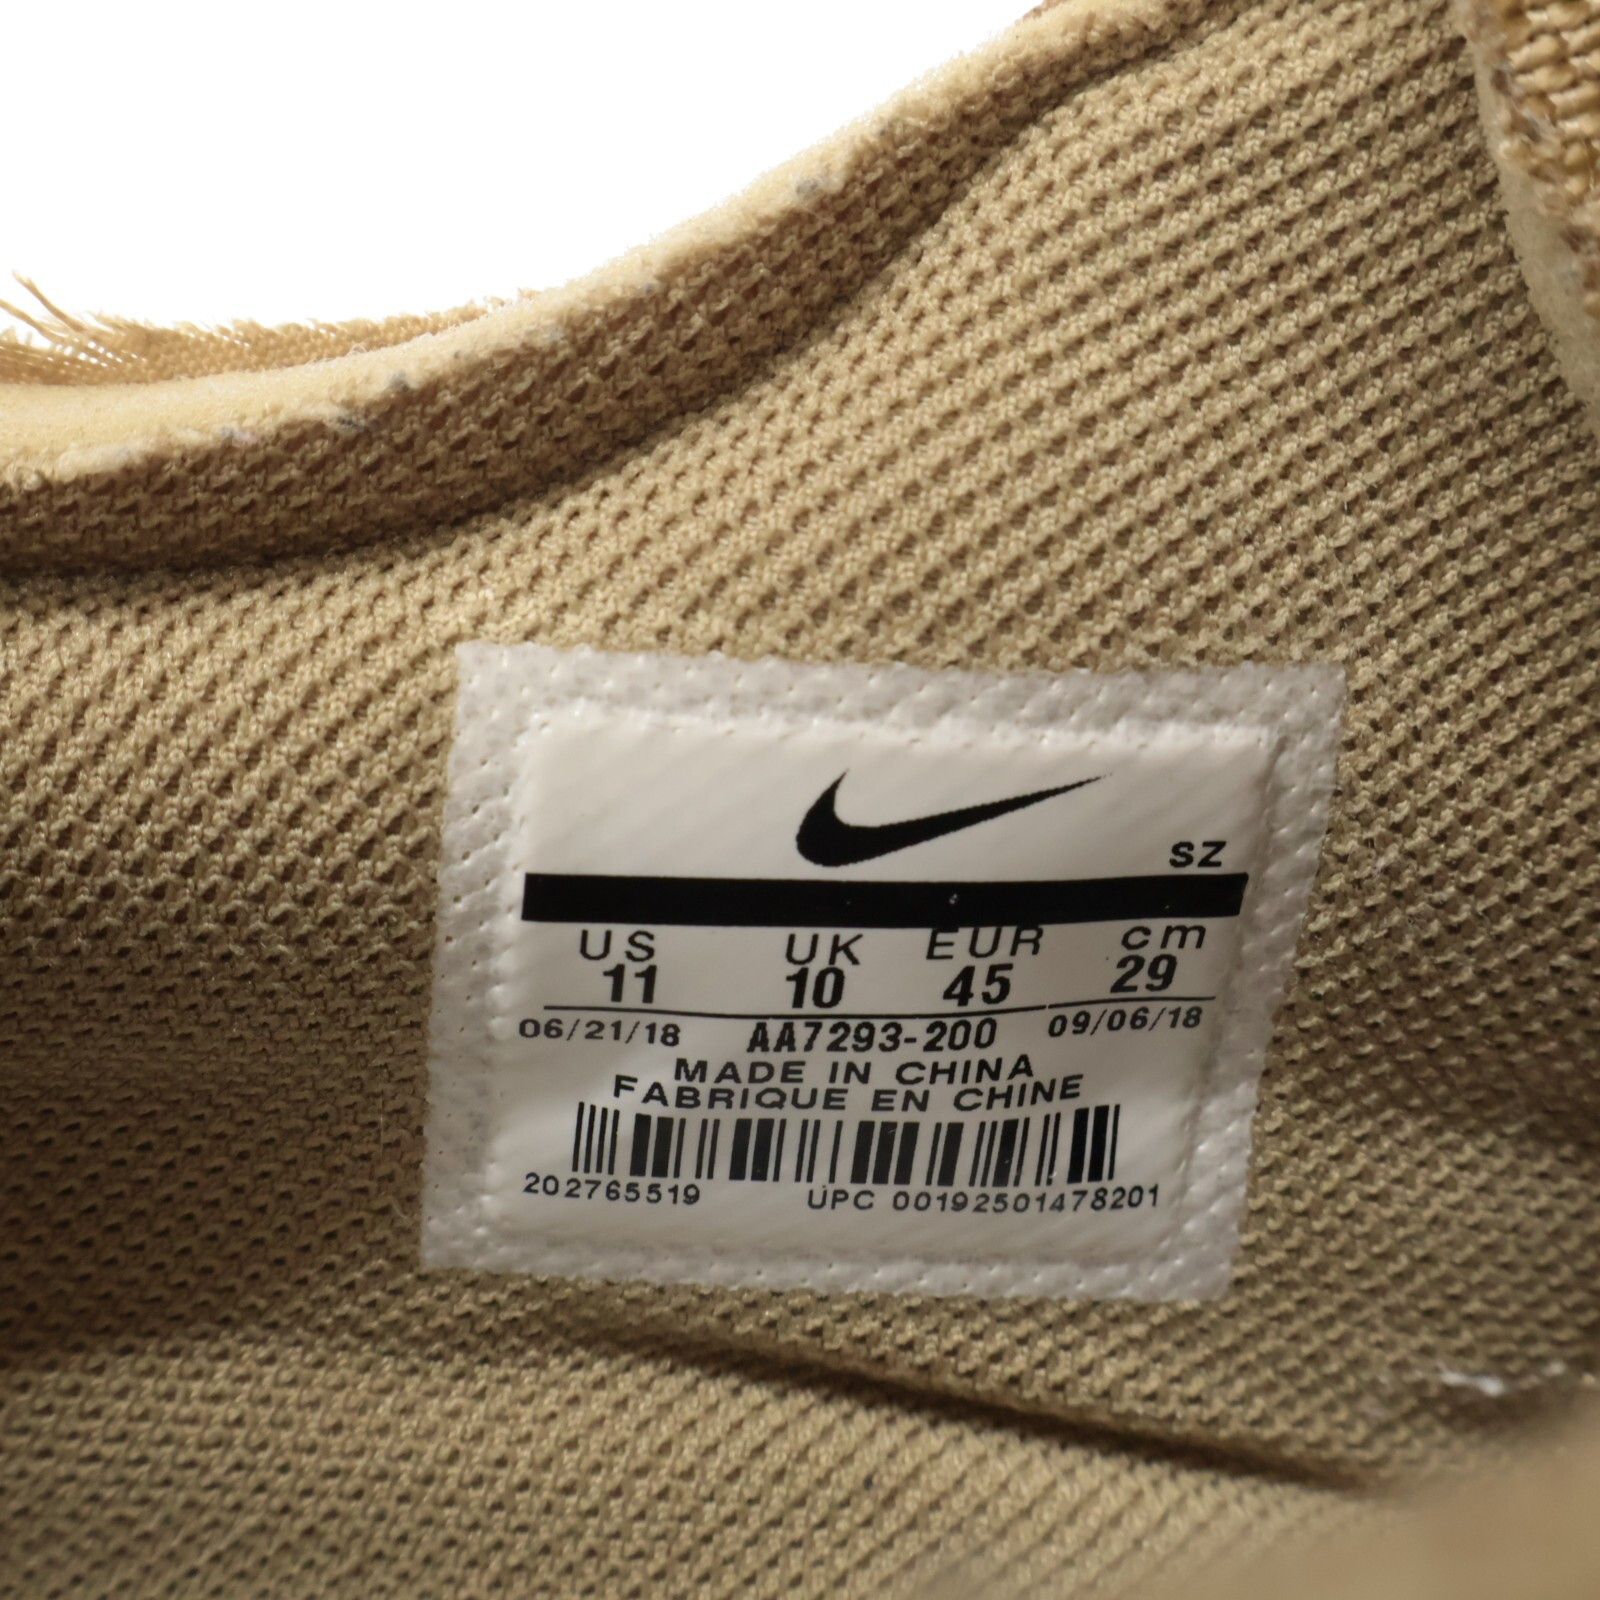 SZ
US UK EUR cm
11 10 45 29
06/21/18 AA7293-200 09/06/18
MADE IN CHINA
FABRIQUE EN CHINE
202765519 UPC 00192501478201